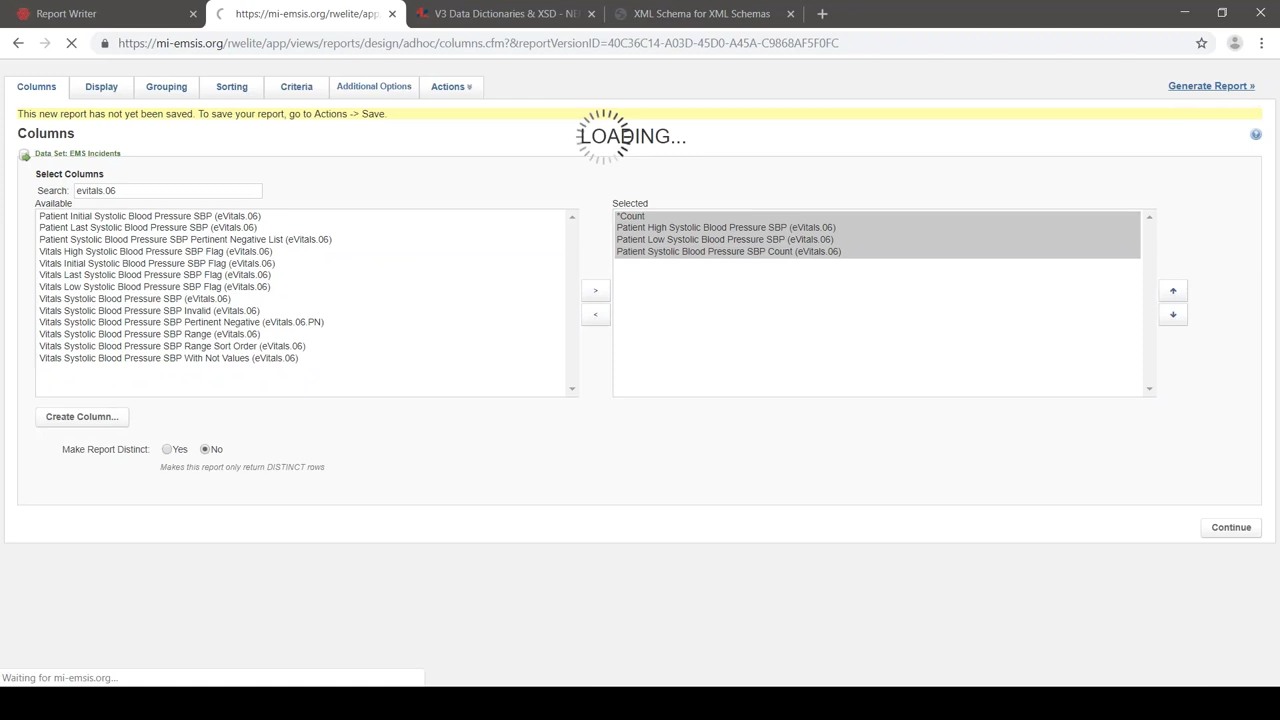 Report Writer
https://mi-emsis.org/rwelite/app
V3 Data Dictionaries & XSD - NE
XML Schema for XML Schemas
https://mi-emsis.org/rwelite/app/views/reports/design/adhoc/columns.cfm?&reportVersionID=40C36C14-A03D-45D0-A45A-C9868AF5F0FC
Columns
Display
Grouping
Sorting
Criteria
Additional Options
Actions
Generate Report »
This new report has not yet been saved. To save your report, go to Actions -> Save.
Columns
LOADING...
Data Set: EMS Incidents
Select Columns
Search: evitals.06
Available
Patient Initial Systolic Blood Pressure SBP (eVitals.06)
Patient Last Systolic Blood Pressure SBP (eVitals.06)
Patient Systolic Blood Pressure SBP Pertinent Negative List (eVitals.06)
Vitals High Systolic Blood Pressure SBP Flag (eVitals.06)
Vitals Initial Systolic Blood Pressure SBP Flag (eVitals.06)
Vitals Last Systolic Blood Pressure SBP Flag (eVitals.06)
Vitals Low Systolic Blood Pressure SBP Flag (eVitals.06)
Vitals Systolic Blood Pressure SBP (eVitals.06)
Vitals Systolic Blood Pressure SBP Invalid (eVitals.06)
Vitals Systolic Blood Pressure SBP Pertinent Negative (eVitals.06.PN)
Vitals Systolic Blood Pressure SBP Range (eVitals.06)
Vitals Systolic Blood Pressure SBP Range Sort Order (eVitals.06)
Vitals Systolic Blood Pressure SBP With Not Values (eVitals.06)
>
<
Selected
*Count
Patient High Systolic Blood Pressure SBP (eVitals.06)
Patient Low Systolic Blood Pressure SBP (eVitals.06)
Patient Systolic Blood Pressure SBP Count (eVitals.06)
Create Column...
Make Report Distinct: Yes No
Makes this report only return DISTINCT rows
Continue
Waiting for mi-emsis.org...